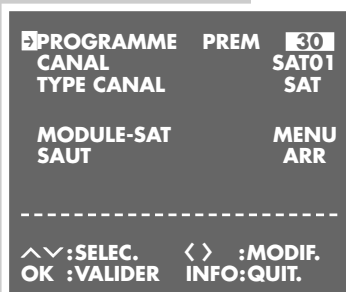 PROGRAMME PREM 30
CANAL SAT01
TYPE CANAL SAT
MODULE-SAT MENU
SAUT ARR
:SELEC. < > :MODIF.
OK :VALIDER INFO:QUIT.